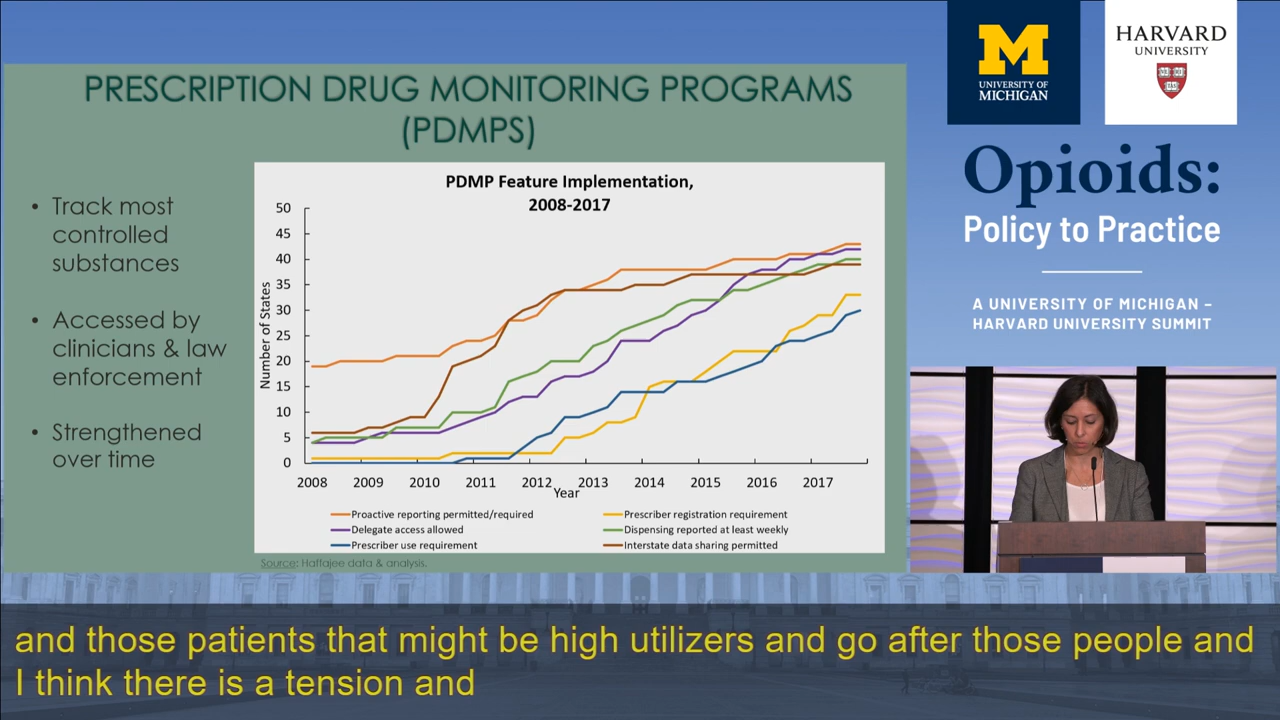 PRESCRIPTION DRUG MONITORING PROGRAMS
(PDMPS)
• Track most
controlled
substances
• Accessed by
clinicians & law
enforcement
• Strengthened
over time
PDMP Feature Implementation,
2008-2017
Number of States
50
45
40
35
30
25
20
15
10
5
0
2008 2009 2010 2011 2012 2013 2014 2015 2016 2017
Year
Proactive reporting permitted/required
Prescriber registration requirement
Delegate access allowed
Dispensing reported at least weekly
Prescriber use requirement
Interstate data sharing permitted
Source: Haffajee data & analysis.
M
UNIVERSITY OF
MICHIGAN
HARVARD
UNIVERSITY
Opioids:
Policy to Practice
A UNIVERSITY OF MICHIGAN –
HARVARD UNIVERSITY SUMMIT
and those patients that might be high utilizers and go after those people and
I think there is a tension and